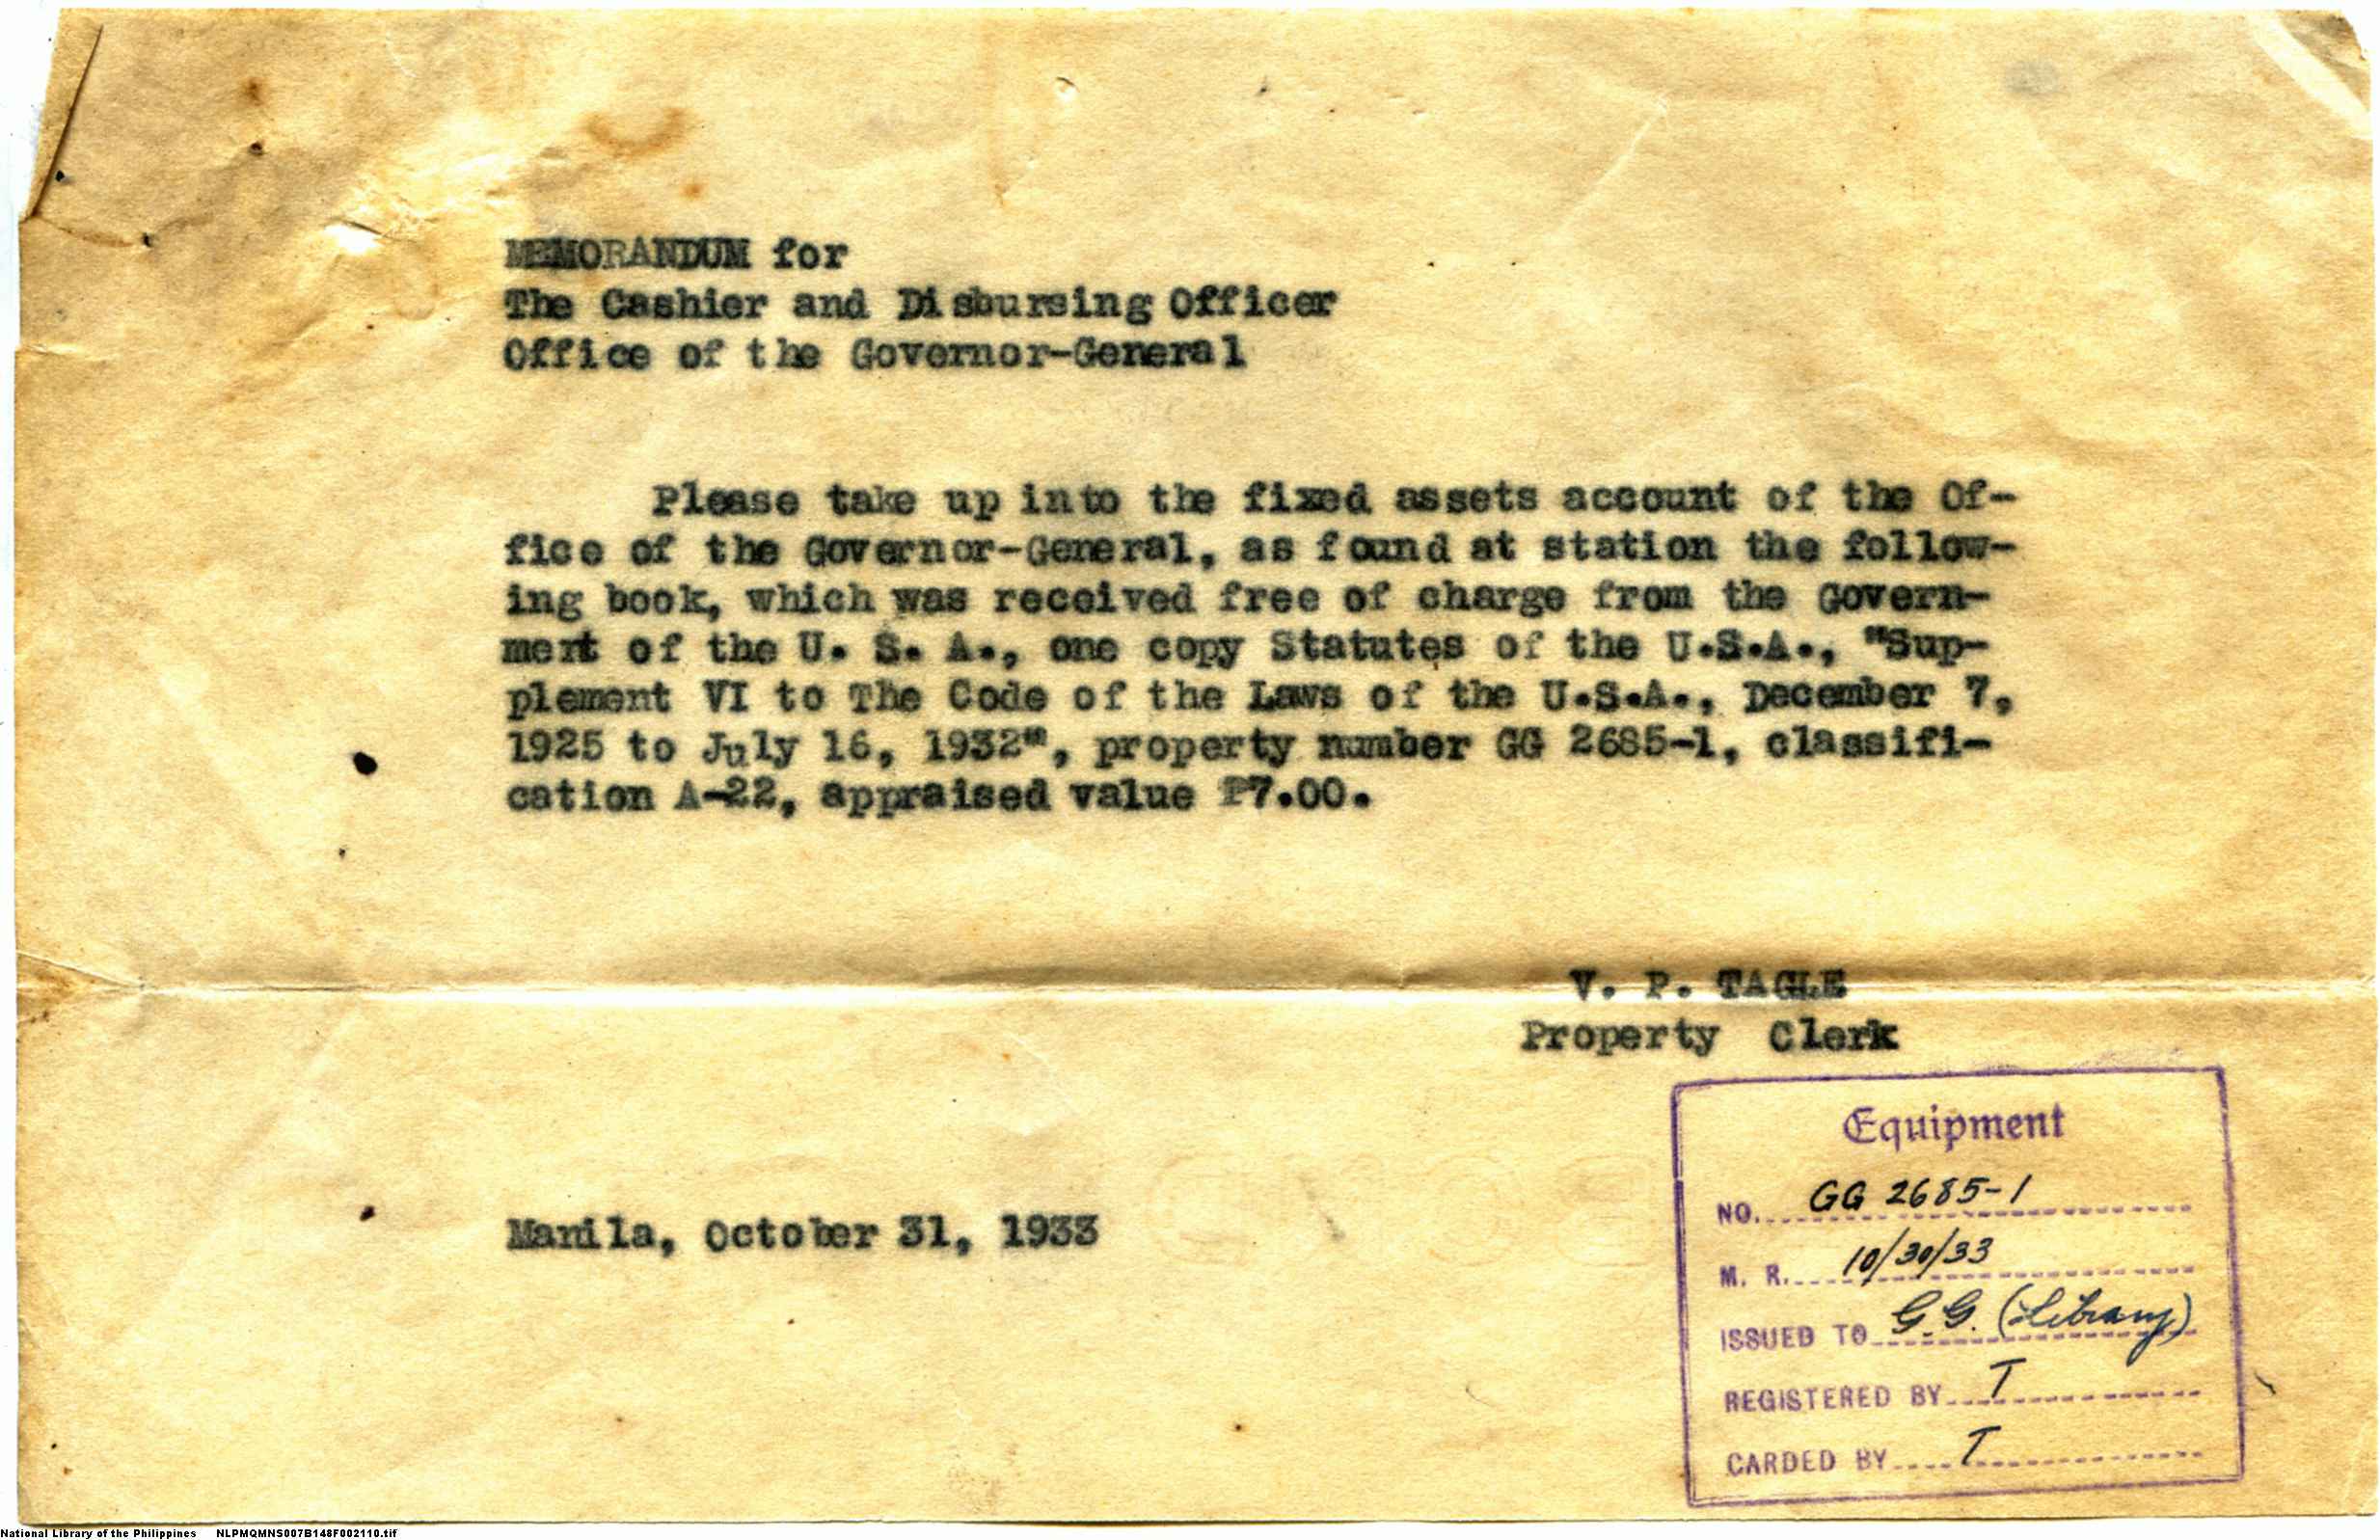 MEMORANDUM for
The Cashier and Disbursing Officer
Office of the Governor-General
Please take up into the fixed assets account of the Of-
fice of the Governor-General, as found at station the follow-
ing book, which was received free of charge from the Govern-
ment of the U. S. A., one copy Statutes of the U.S.A., "Sup-
plement VI to The Code of the Laws of the U.S.A., December 7,
1925 to July 16, 1932", property number GG 2685-1, classifi-
cation A-22, appraised value ₱7.00.
V. P. TAGLE
Property Clerk
Manila, October 31, 1933
Equipment
NO. GG 2685-1
M. R. 10/30/33
ISSUED TO G.G. (Library)
REGISTERED BY T
CARDED BY T
National Library of the Philippines NLPMQMNS007B148F002110.tif